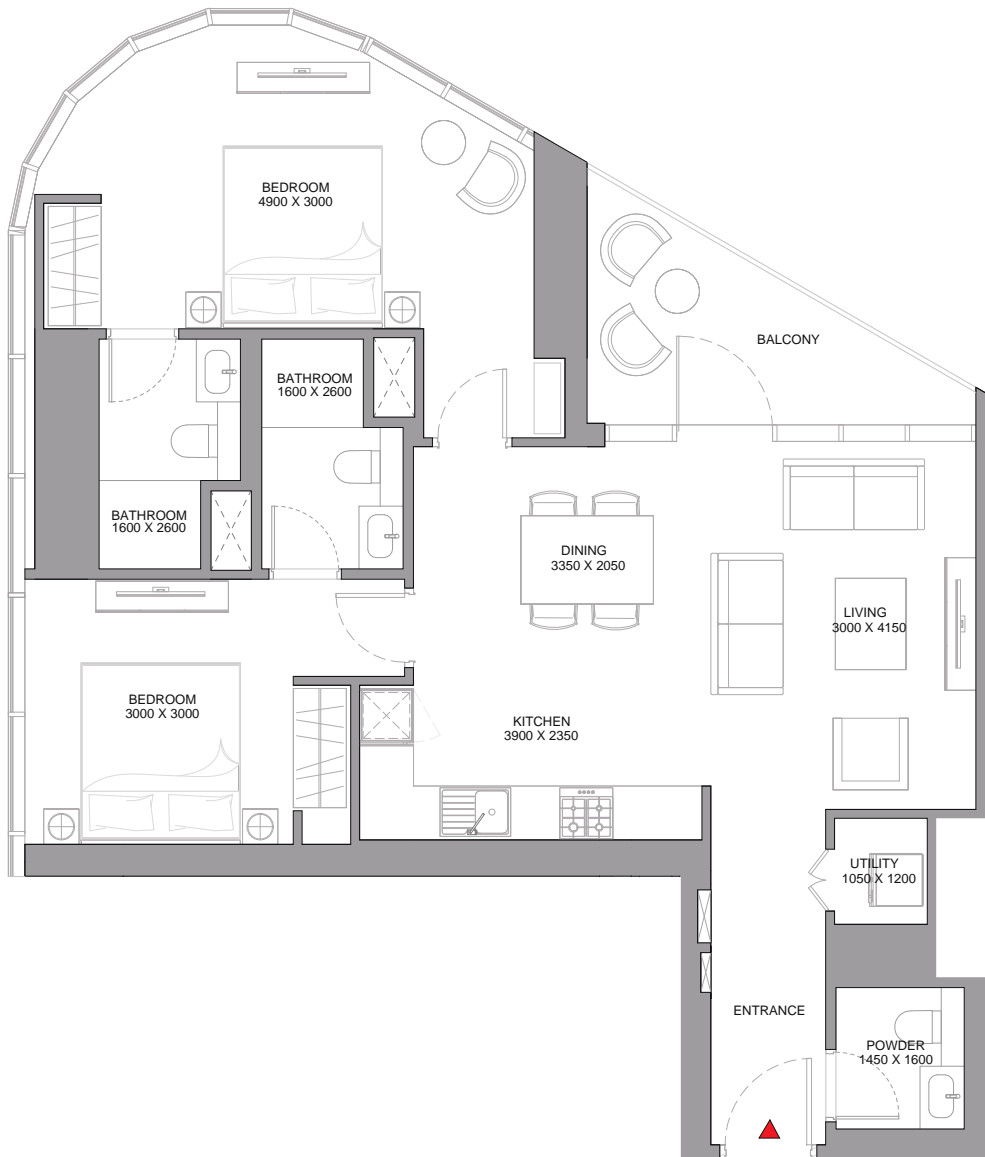 BEDROOM
4900 X 3000
BALCONY
BATHROOM
1600 X 2600
BATHROOM
1600 X 2600
DINING
3350 X 2050
LIVING
3000 X 4150
BEDROOM
3000 X 3000
KITCHEN
3900 X 2350
UTILITY
1050 X 1200
ENTRANCE
POWDER
1450 X 1600